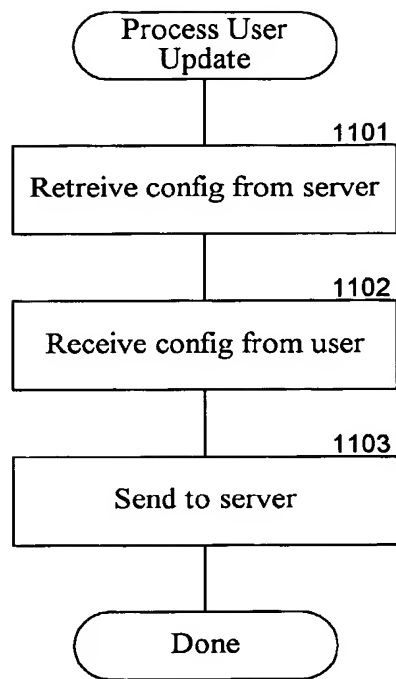 Process User
Update
1101
Retreive config from server
1102
Receive config from user
1103
Send to server
Done